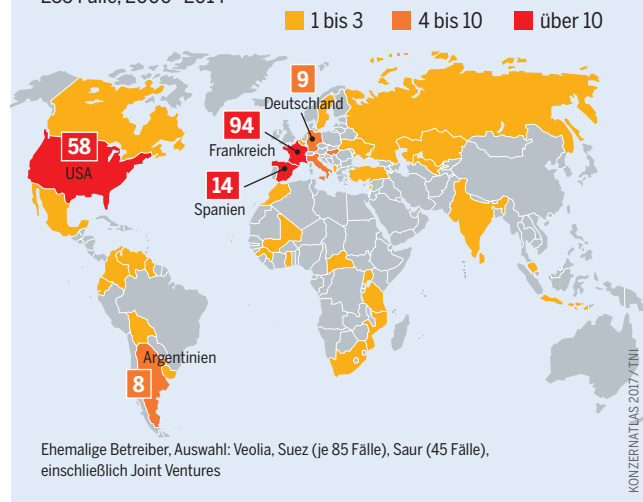 1 bis 3 4 bis 10 über 10
9
Deutschland
94
Frankreich
58
USA
14
Spanien
Argentinien
8
Ehemalige Betreiber, Auswahl: Veolia, Suez (je 85 Fälle), Saur (45 Fälle),
einschließlich Joint Ventures
KONZERNATLAS 2017 / TNI